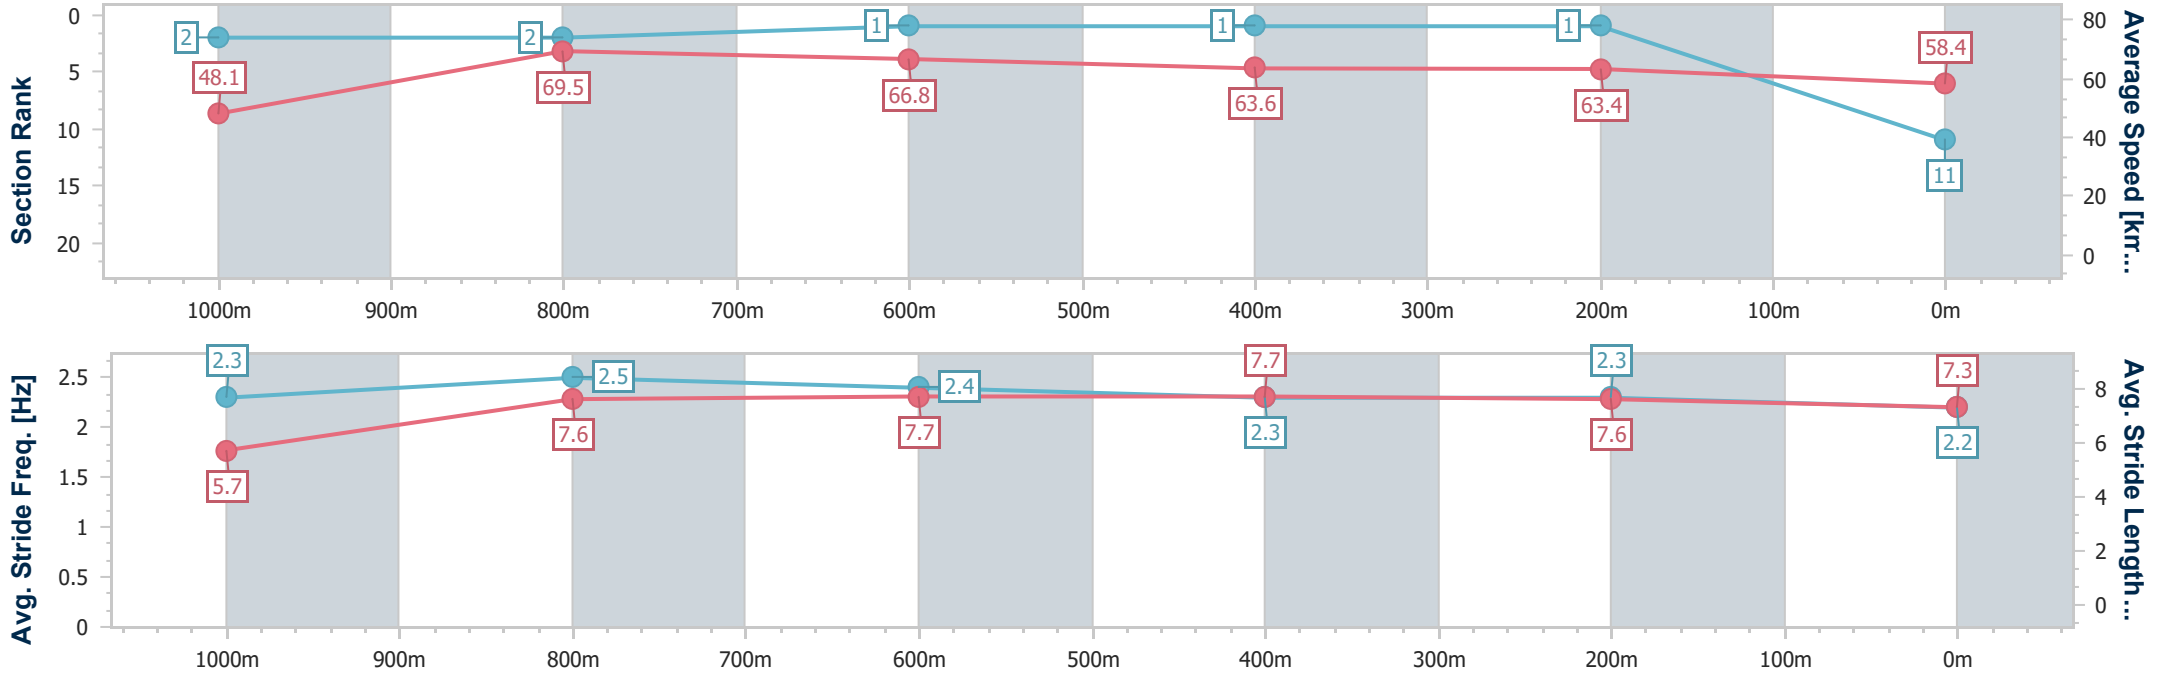 Section Rank
0
5
10
15
20
2
2
1
1
1
11
48.1
69.5
66.8
63.6
63.4
58.4
80
60
40
20
0
Average Speed [km...
1000m
900m
800m
700m
600m
500m
400m
300m
200m
100m
0m
Avg. Stride Freq. [Hz]
2.5
2
1.5
1
0.5
0
2.3
2.5
2.4
2.3
2.3
2.2
5.7
7.6
7.7
7.7
7.6
7.3
8
6
4
2
0
Avg. Stride Length...
1000m
900m
800m
700m
600m
500m
400m
300m
200m
100m
0m